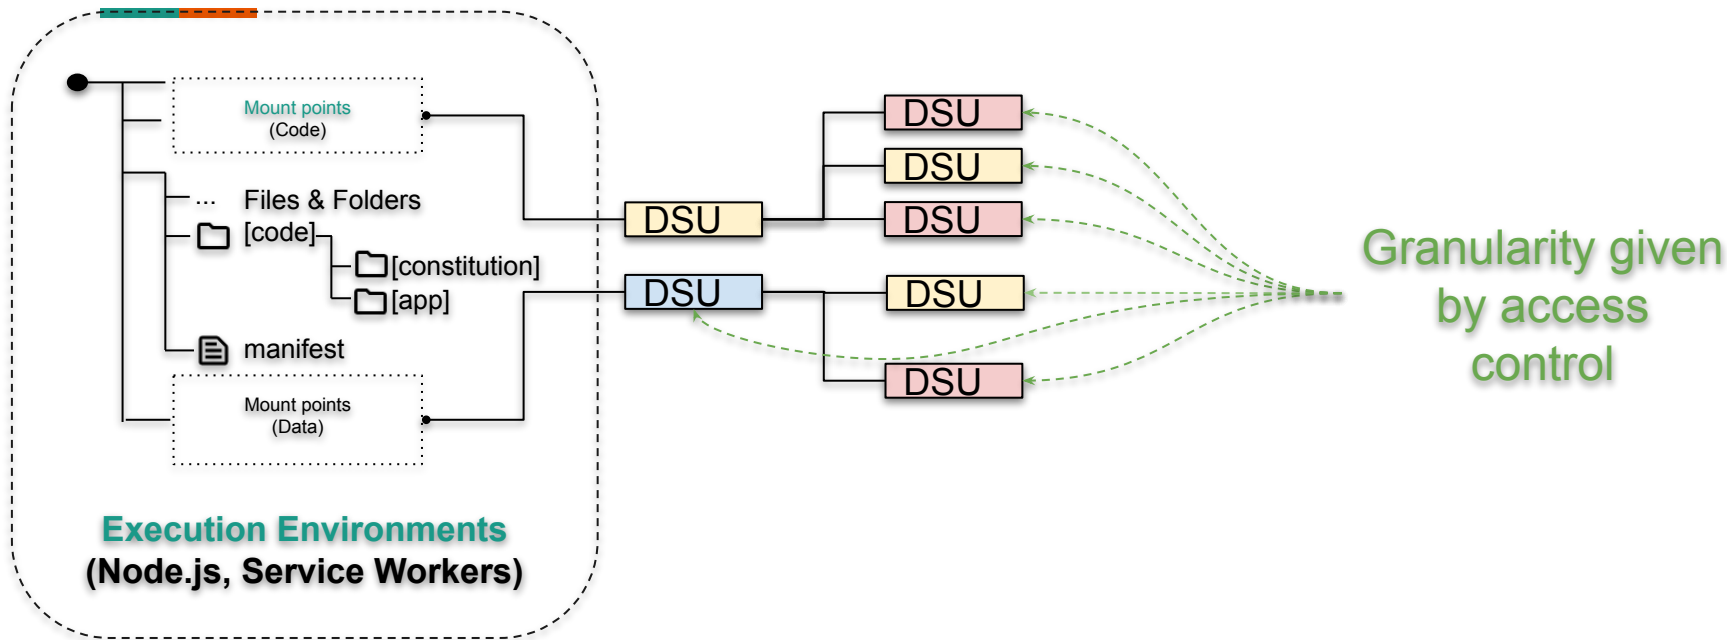 Mount points
(Code)
... Files & Folders
[code]
[constitution]
[app]
manifest
Mount points
(Data)
Execution Environments
(Node.js, Service Workers)
DSU
DSU
DSU
DSU
DSU
DSU
DSU
Granularity given
by access
control